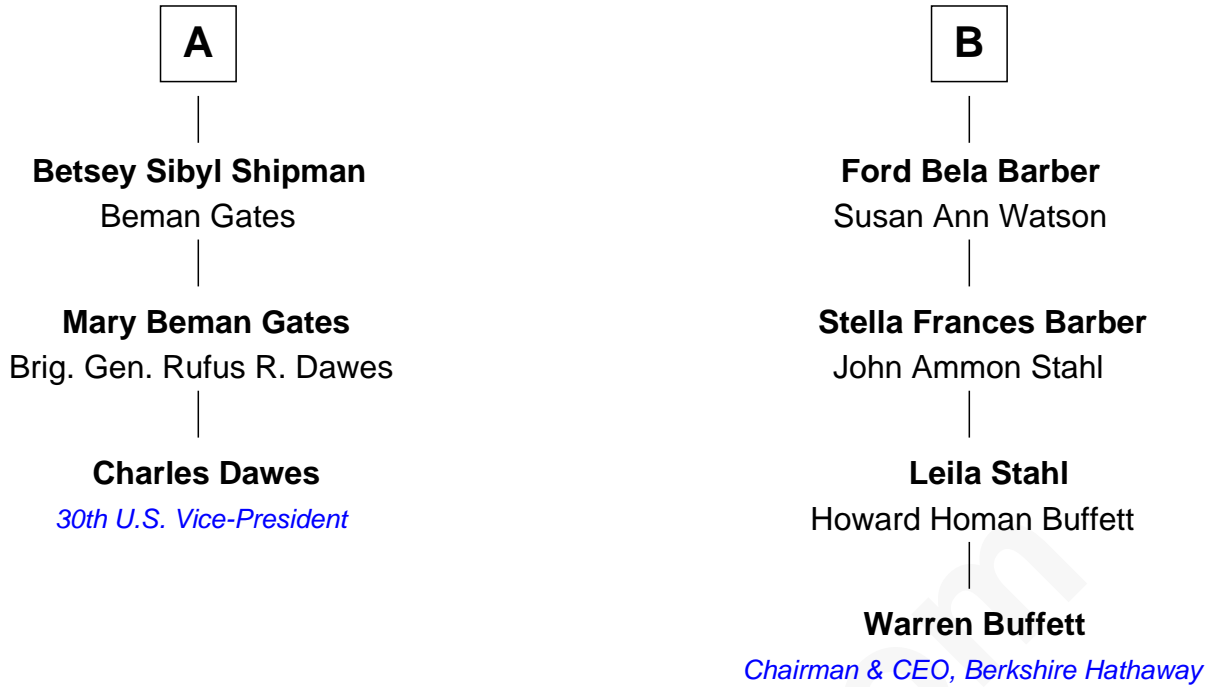 A
Betsey Sibyl Shipman
Beman Gates
Mary Beman Gates
Brig. Gen. Rufus R. Dawes
Charles Dawes
30th U.S. Vice-President
B
Ford Bela Barber
Susan Ann Watson
Stella Frances Barber
John Ammon Stahl
Leila Stahl
Howard Homan Buffett
Warren Buffett
Chairman & CEO, Berkshire Hathaway